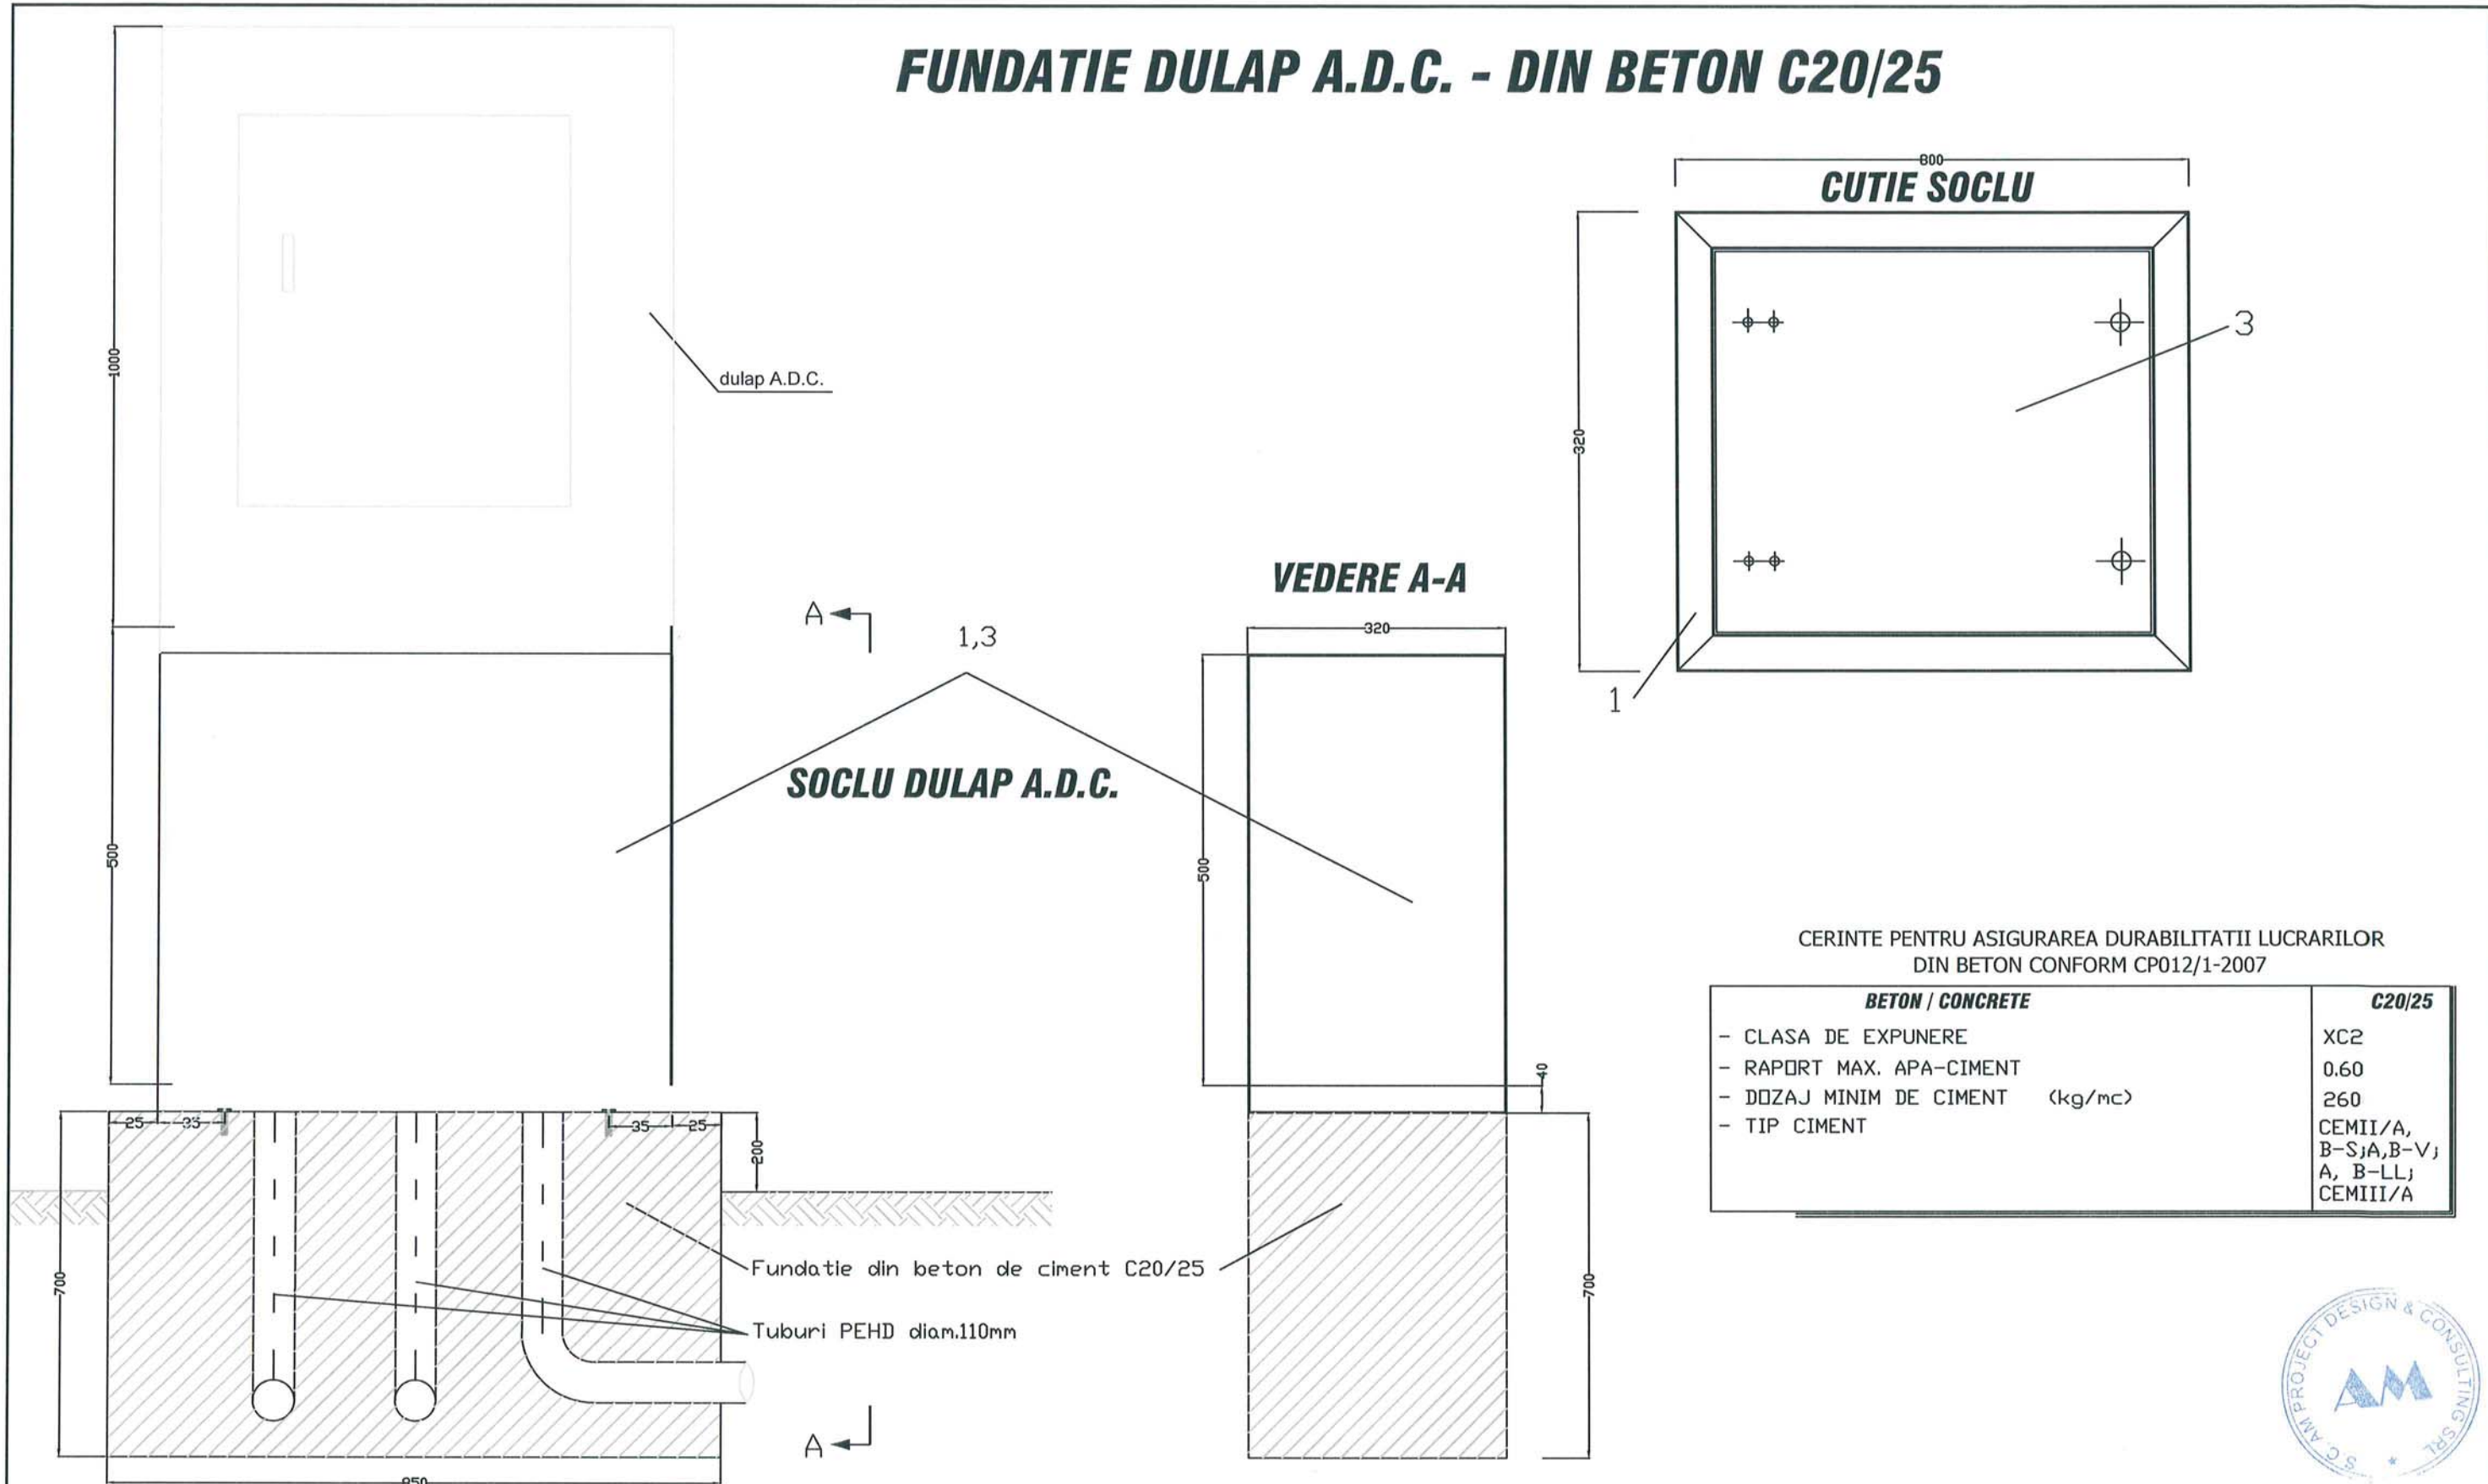 FUNDATIE DULAP A.D.C. - DIN BETON C20/25
800
CUTIE SOCLU
320
3
1
1000
dulap A.D.C.
VEDERE A-A
A
1,3
320
SOCLU DULAP A.D.C.
500
500
40
25
35
35
25
200
700
700
Fundatie din beton de ciment C20/25
Tuburi PEHD diam.110mm
A
850
CERINTE PENTRU ASIGURAREA DURABILITATII LUCRARILOR
DIN BETON CONFORM CP012/1-2007
BETON / CONCRETE C20/25
- CLASA DE EXPUNERE XC2
- RAPORT MAX. APA-CIMENT 0.60
- DOZAJ MINIM DE CIMENT (kg/mc) 260
- TIP CIMENT CEMII/A,
B-S;A,B-V;
A, B-LL;
CEMIII/A
S.C. AM PROJECT DESIGN & CONSULTING SRL
AM